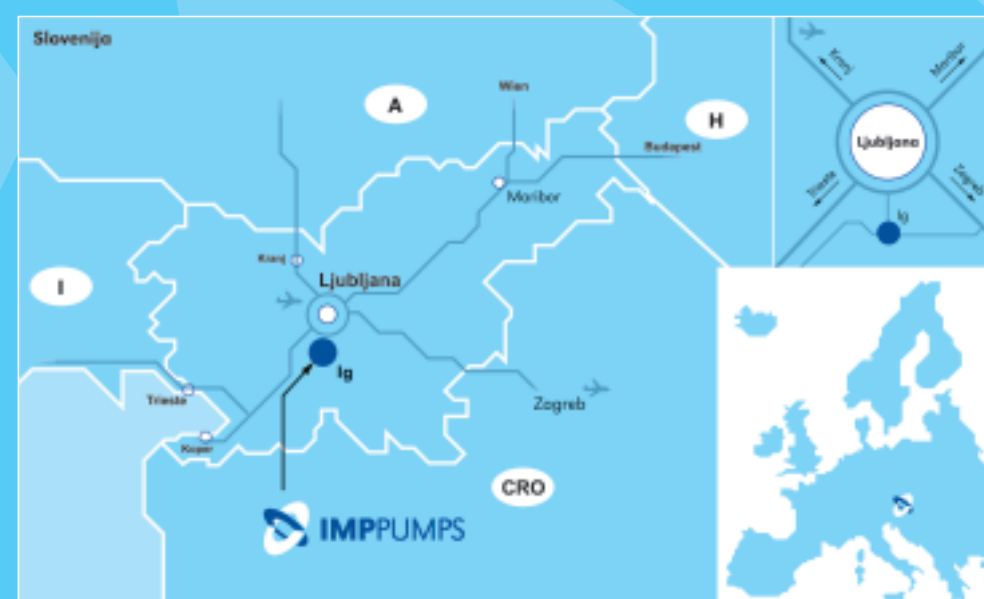 Slovenija
A
Wien
H
Budapest
Maribor
Kranj
Ljubljana
I
Ig
Trieste
Zagreb
Koper
CRO
IMPPUMPS
Kranj
Maribor
Ljubljana
Trieste
Zagreb
Ig